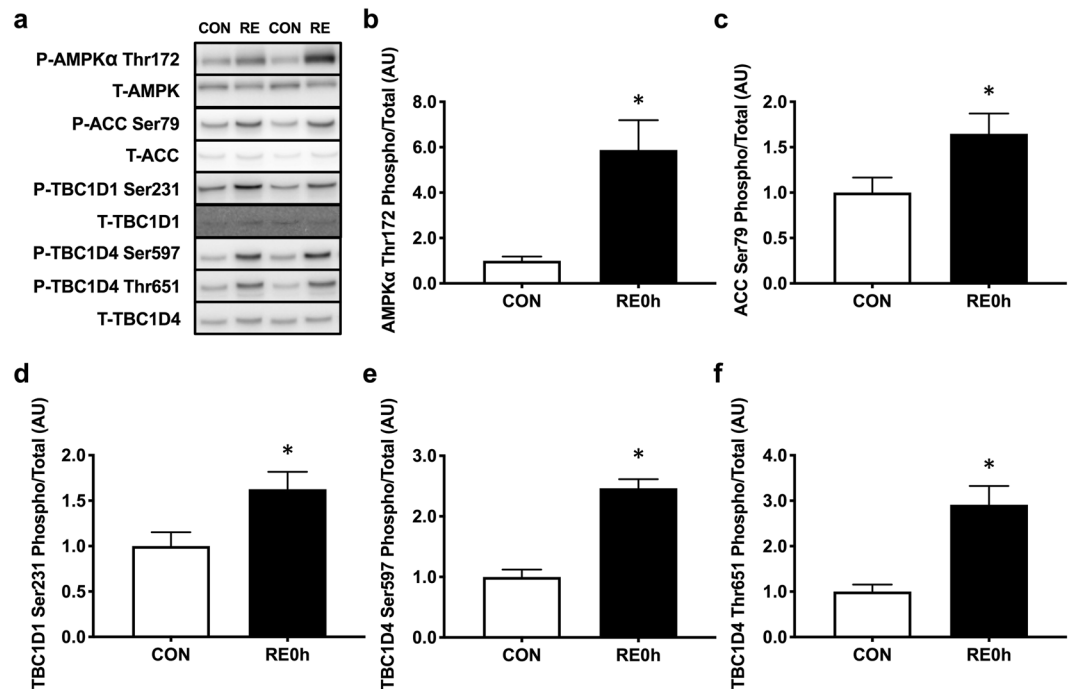 a
CON RE CON RE
P-AMPKα Thr172
T-AMPK
P-ACC Ser79
T-ACC
P-TBC1D1 Ser231
T-TBC1D1
P-TBC1D4 Ser597
P-TBC1D4 Thr651
T-TBC1D4
b
AMPKα Thr172 Phospho/Total (AU)
8.0
6.0
4.0
2.0
0.0
*
CON RE0h
c
ACC Ser79 Phospho/Total (AU)
2.0
1.5
1.0
0.5
0.0
*
CON RE0h
d
TBC1D1 Ser231 Phospho/Total (AU)
2.0
1.5
1.0
0.5
0.0
*
CON RE0h
e
TBC1D4 Ser597 Phospho/Total (AU)
3.0
2.0
1.0
0.0
*
CON RE0h
f
TBC1D4 Thr651 Phospho/Total (AU)
4.0
3.0
2.0
1.0
0.0
*
CON RE0h